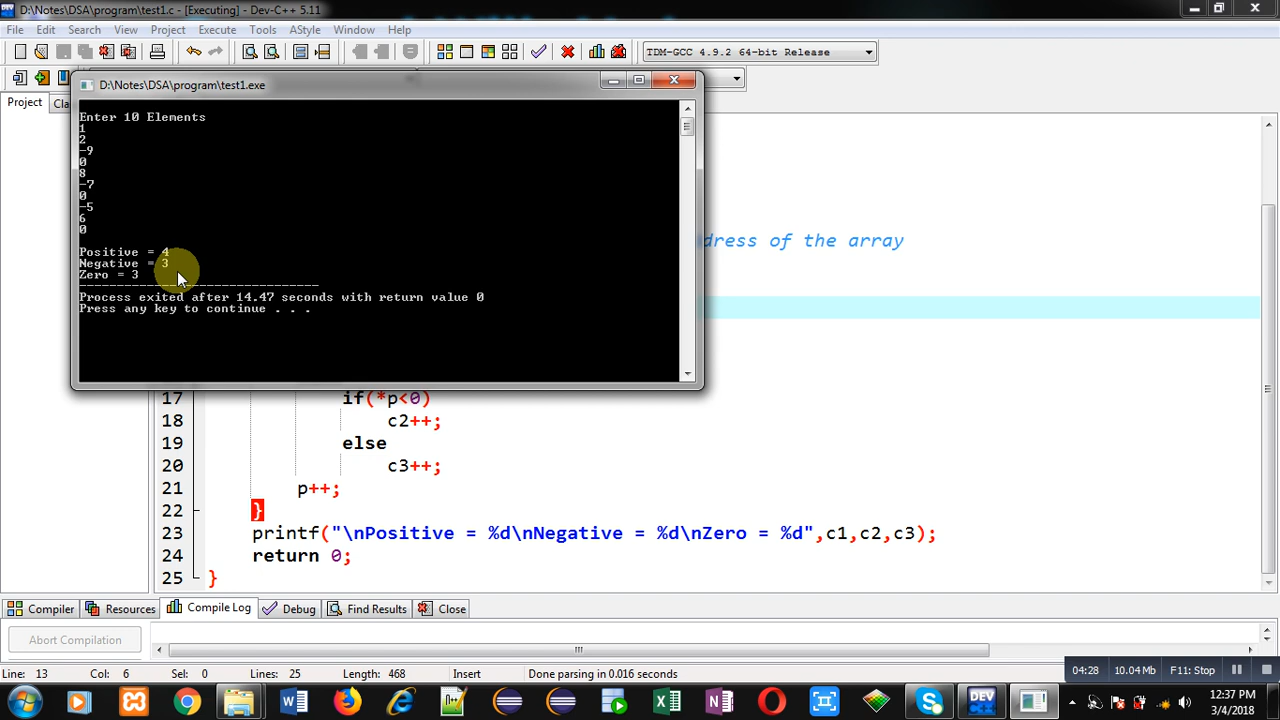 D:\Notes\DSA\program\test1.c - [Executing] - Dev-C++ 5.11
File Edit Search View Project Execute Tools AStyle Window Help
TDM-GCC 4.9.2 64-bit Release
D:\Notes\DSA\program\test1.exe
Project Cla
Enter 10 Elements
1
2
-9
0
8
-7
0
-5
6
0
Positive = 4
Negative = 3
Zero = 3
--------------------------------
Process exited after 14.47 seconds with return value 0
Press any key to continue . . .
dress of the array
17 if(*p<0)
18 c2++;
19 else
20 c3++;
21 p++;
22 }
23 printf("\nPositive = %d\nNegative = %d\nZero = %d",c1,c2,c3);
24 return 0;
25 }
Compiler Resources Compile Log Debug Find Results Close
Abort Compilation
Line: 13 Col: 6 Sel: 0 Lines: 25 Length: 468 Insert Done parsing in 0.016 seconds
04:28 10.04 Mb F11: Stop
DEV C++
12:37 PM
3/4/2018